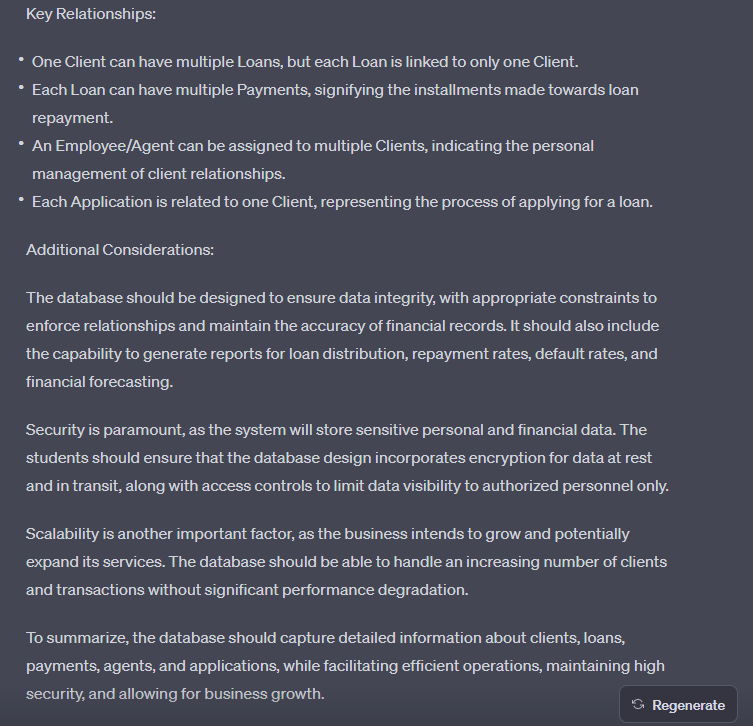 Key Relationships:
• One Client can have multiple Loans, but each Loan is linked to only one Client.
• Each Loan can have multiple Payments, signifying the installments made towards loan
repayment.
• An Employee/Agent can be assigned to multiple Clients, indicating the personal
management of client relationships.
• Each Application is related to one Client, representing the process of applying for a loan.
Additional Considerations:
The database should be designed to ensure data integrity, with appropriate constraints to
enforce relationships and maintain the accuracy of financial records. It should also include
the capability to generate reports for loan distribution, repayment rates, default rates, and
financial forecasting.
Security is paramount, as the system will store sensitive personal and financial data. The
students should ensure that the database design incorporates encryption for data at rest
and in transit, along with access controls to limit data visibility to authorized personnel only.
Scalability is another important factor, as the business intends to grow and potentially
expand its services. The database should be able to handle an increasing number of clients
and transactions without significant performance degradation.
To summarize, the database should capture detailed information about clients, loans,
payments, agents, and applications, while facilitating efficient operations, maintaining high
security, and allowing for business growth.
Regenerate